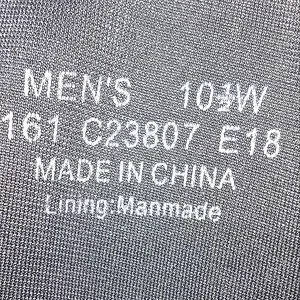 MEN'S 10½W
161 C23807 E18
MADE IN CHINA
Lining:Manmade